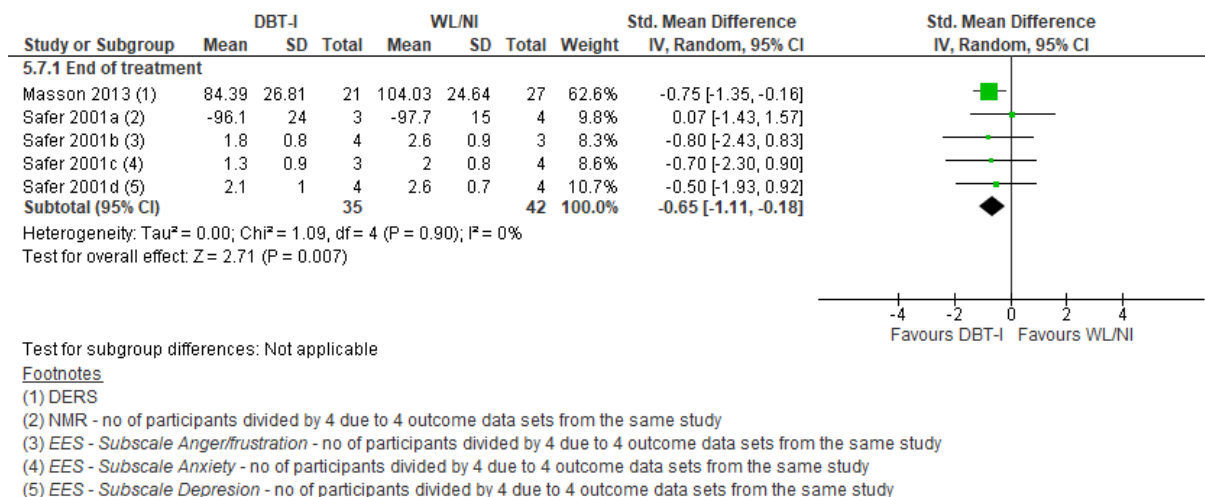 DBT-I WL/NI Std. Mean Difference Std. Mean Difference
Study or Subgroup Mean SD Total Mean SD Total Weight IV, Random, 95% CI IV, Random, 95% CI
5.7.1 End of treatment
Masson 2013 (1) 84.39 26.81 21 104.03 24.64 27 62.6% -0.75 [-1.35, -0.16]
Safer 2001a (2) -96.1 24 3 -97.7 15 4 9.8% 0.07 [-1.43, 1.57]
Safer 2001b (3) 1.8 0.8 4 2.6 0.9 3 8.3% -0.80 [-2.43, 0.83]
Safer 2001c (4) 1.3 0.9 3 2 0.8 4 8.6% -0.70 [-2.30, 0.90]
Safer 2001d (5) 2.1 1 4 2.6 0.7 4 10.7% -0.50 [-1.93, 0.92]
Subtotal (95% CI) 35 42 100.0% -0.65 [-1.11, -0.18]
Heterogeneity: Tau² = 0.00; Chi² = 1.09, df = 4 (P = 0.90); I² = 0%
Test for overall effect: Z = 2.71 (P = 0.007)
-4 -2 0 2 4
Favours DBT-I Favours WL/NI
Test for subgroup differences: Not applicable
Footnotes
(1) DERS
(2) NMR - no of participants divided by 4 due to 4 outcome data sets from the same study
(3) EES - Subscale Anger/frustration - no of participants divided by 4 due to 4 outcome data sets from the same study
(4) EES - Subscale Anxiety - no of participants divided by 4 due to 4 outcome data sets from the same study
(5) EES - Subscale Depresion - no of participants divided by 4 due to 4 outcome data sets from the same study